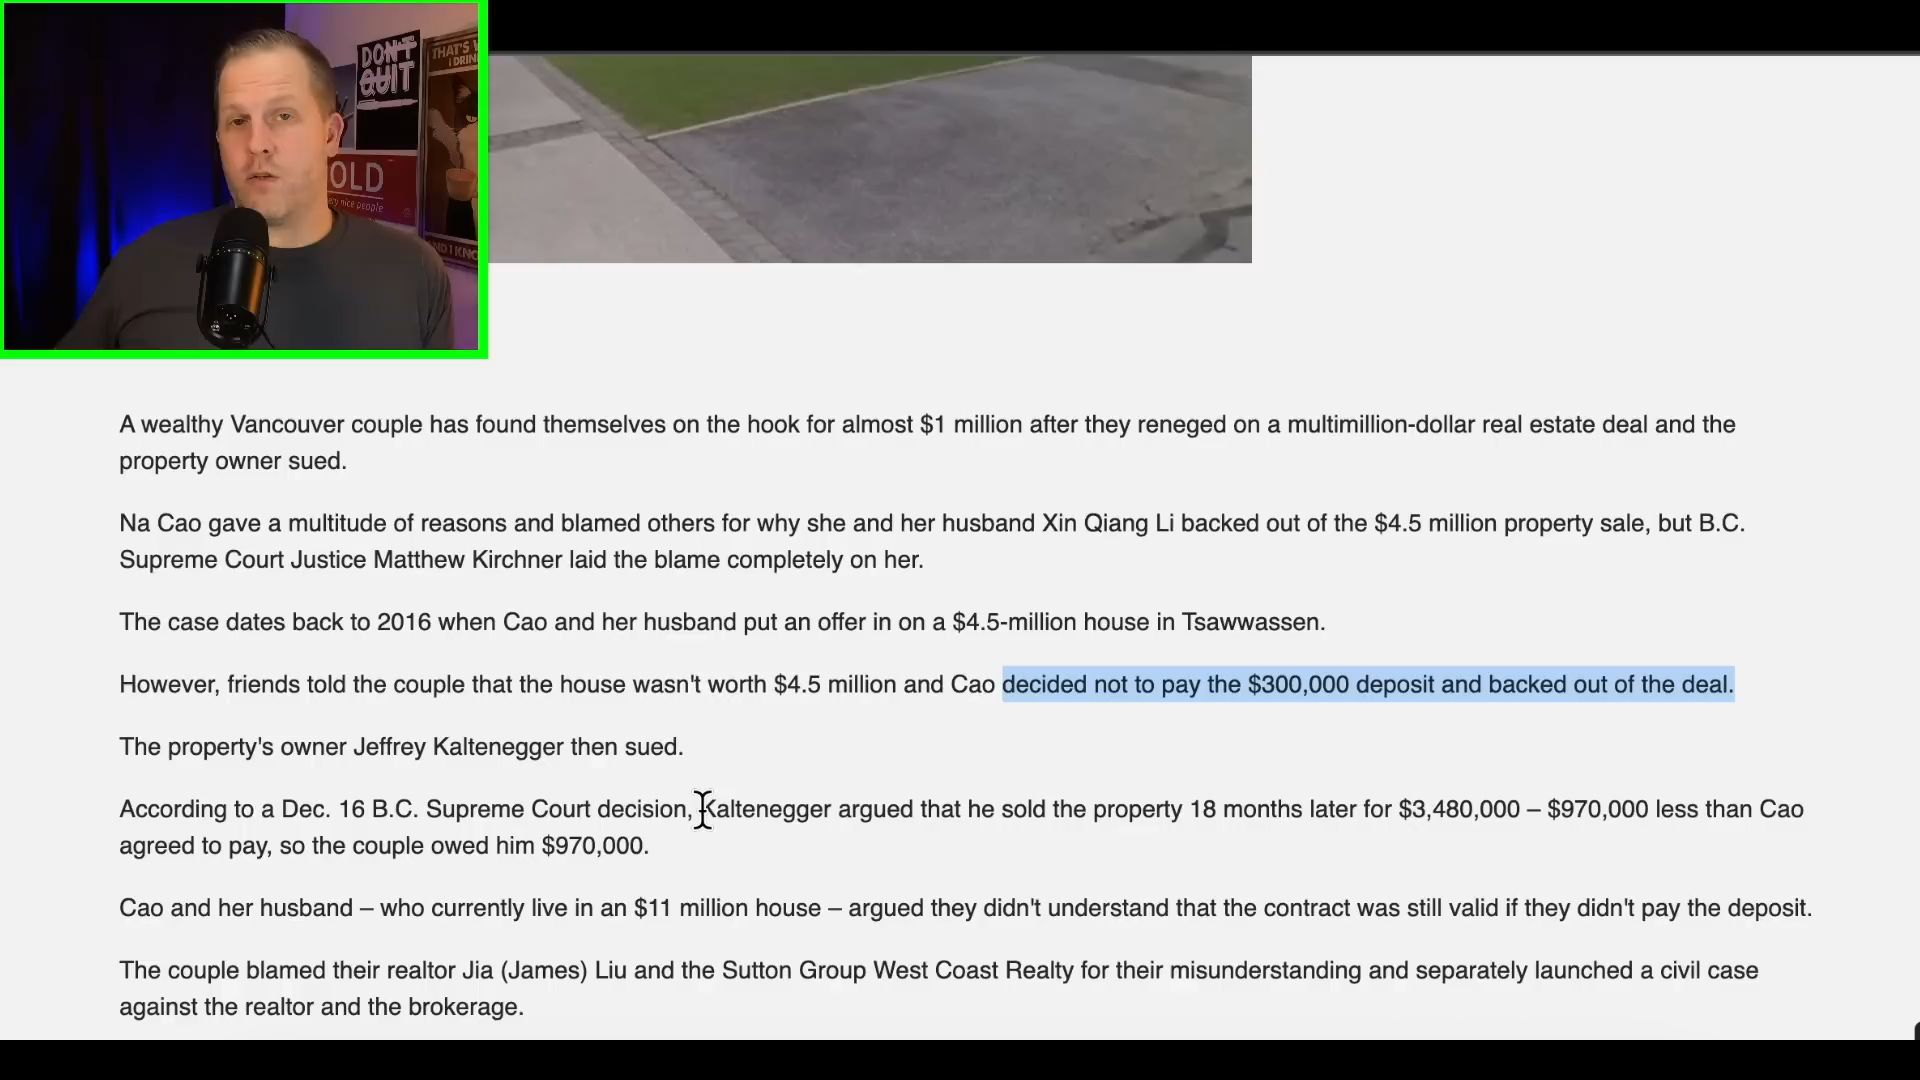 DON'T
QUIT
THAT'S W
I DRIN
OLD
ery nice people
ND I KNO
A wealthy Vancouver couple has found themselves on the hook for almost $1 million after they reneged on a multimillion-dollar real estate deal and the
property owner sued.
Na Cao gave a multitude of reasons and blamed others for why she and her husband Xin Qiang Li backed out of the $4.5 million property sale, but B.C.
Supreme Court Justice Matthew Kirchner laid the blame completely on her.
The case dates back to 2016 when Cao and her husband put an offer in on a $4.5-million house in Tsawwassen.
However, friends told the couple that the house wasn't worth $4.5 million and Cao decided not to pay the $300,000 deposit and backed out of the deal.
The property's owner Jeffrey Kaltenegger then sued.
According to a Dec. 16 B.C. Supreme Court decision, Kaltenegger argued that he sold the property 18 months later for $3,480,000 – $970,000 less than Cao
agreed to pay, so the couple owed him $970,000.
Cao and her husband – who currently live in an $11 million house – argued they didn't understand that the contract was still valid if they didn't pay the deposit.
The couple blamed their realtor Jia (James) Liu and the Sutton Group West Coast Realty for their misunderstanding and separately launched a civil case
against the realtor and the brokerage.